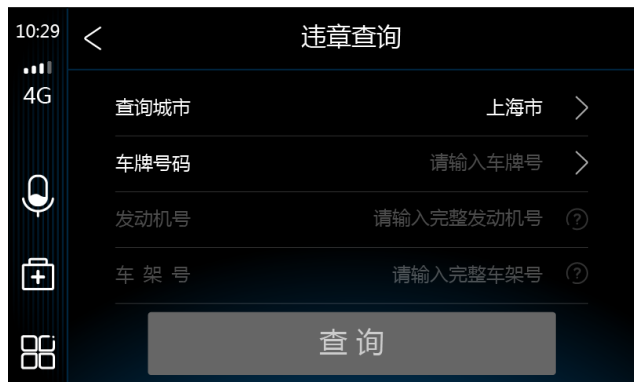 10:29
违章查询
4G
查询城市 上海市
车牌号码 请输入车牌号
发动机号 请输入完整发动机号 ?
车架号 请输入完整车架号 ?
查询